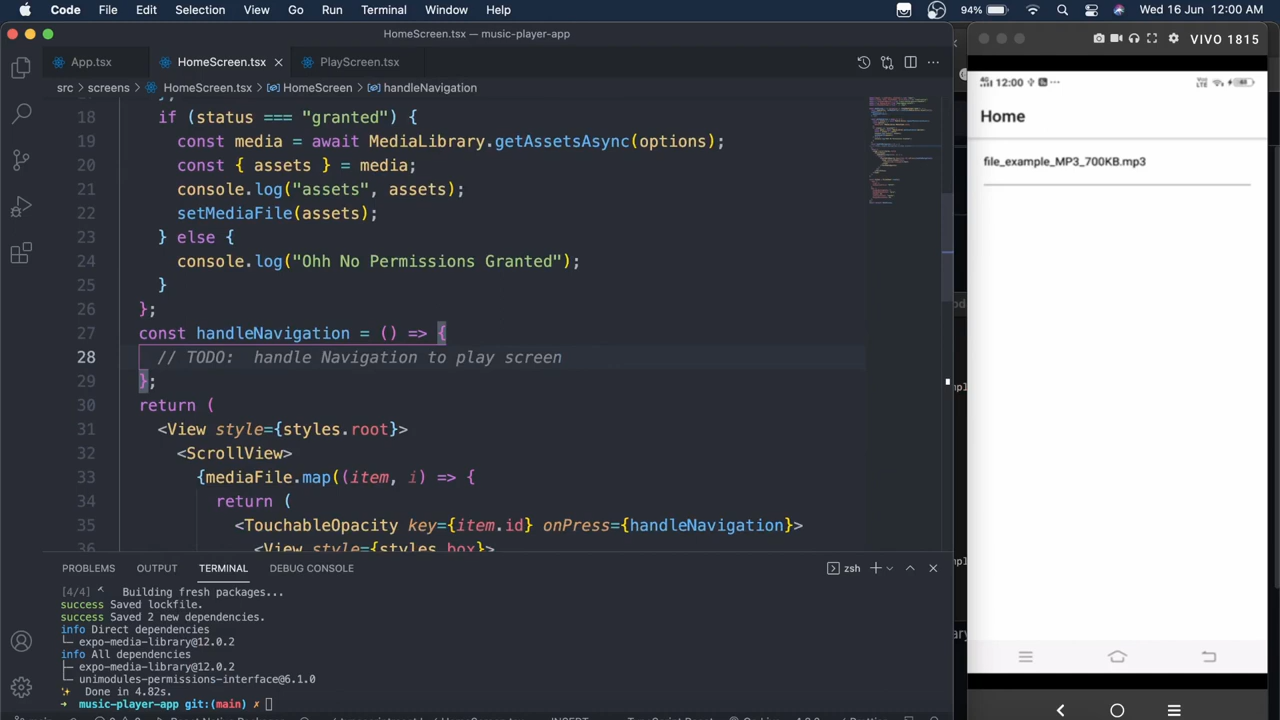 Code File Edit Selection View Go Run Terminal Window Help 94% Wed 16 Jun 12:00 AM
HomeScreen.tsx — music-player-app
App.tsx HomeScreen.tsx PlayScreen.tsx
src > screens > HomeScreen.tsx > HomeScreen > handleNavigation
18 if (status === "granted") {
19 const media = await MediaLibrary.getAssetsAsync(options);
20 const { assets } = media;
21 console.log("assets", assets);
22 setMediaFile(assets);
23 } else {
24 console.log("Ohh No Permissions Granted");
25 }
26 };
27 const handleNavigation = () => {
28 // TODO:  handle Navigation to play screen
29 };
30 return (
31 <View style={styles.root}>
32 <ScrollView>
33 {mediaFile.map((item, i) => {
34 return (
35 <TouchableOpacity key={item.id} onPress={handleNavigation}>
36 <View style={styles.box}>
PROBLEMS OUTPUT TERMINAL DEBUG CONSOLE zsh
[4/4] Building fresh packages...
success Saved lockfile.
success Saved 2 new dependencies.
info Direct dependencies
└─ expo-media-library@12.0.2
info All dependencies
├─ expo-media-library@12.0.2
└─ unimodules-permissions-interface@6.1.0
✨ Done in 4.82s.
➜ music-player-app git:(main) ✗
VIVO 1815
12:00
Home
file_example_MP3_700KB.mp3